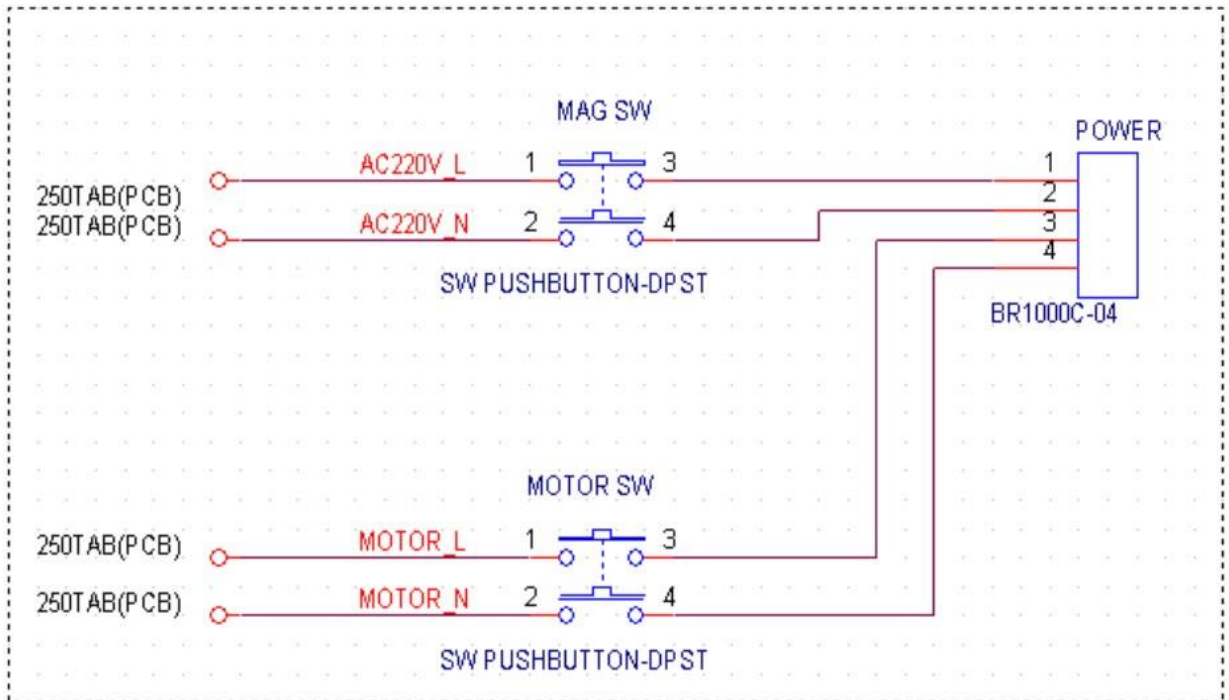 MAG SW
POWER
AC220V_L 1 3 1
250TAB(PCB)
2
250TAB(PCB) AC220V_N 2 4 3
4
SW PUSHBUTTON-DPST
BR1000C-04
MOTOR SW
250TAB(PCB) MOTOR_L 1 3
250TAB(PCB) MOTOR_N 2 4
SW PUSHBUTTON-DPST